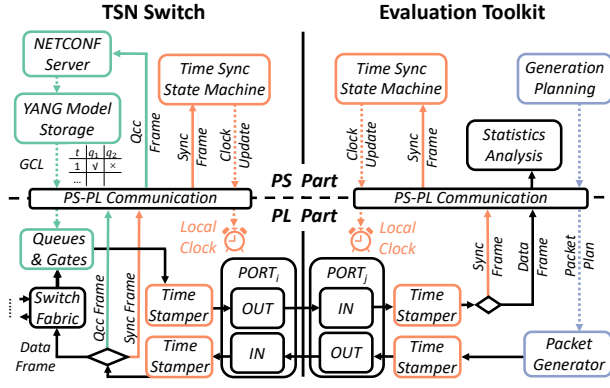 TSN Switch
Evaluation Toolkit
NETCONF
Server
YANG Model
Storage
Time Sync
State Machine
Time Sync
State Machine
Generation
Planning
Statistics
Analysis
GCL
t q1 q2
1 √ ×
...
Qcc
Frame
Sync
Frame
Clock
Update
Clock
Update
Sync
Frame
PS Part
PS-PL Communication
PS-PL Communication
PL Part
Local
Clock
Local
Clock
Queues
& Gates
Switch
Fabric
Data
Frame
Qcc Frame
Sync Frame
Time
Stamper
Time
Stamper
PORTi
OUT
IN
PORTj
IN
OUT
Time
Stamper
Time
Stamper
Sync
Frame
Data
Frame
Packet
Plan
Packet
Generator
......